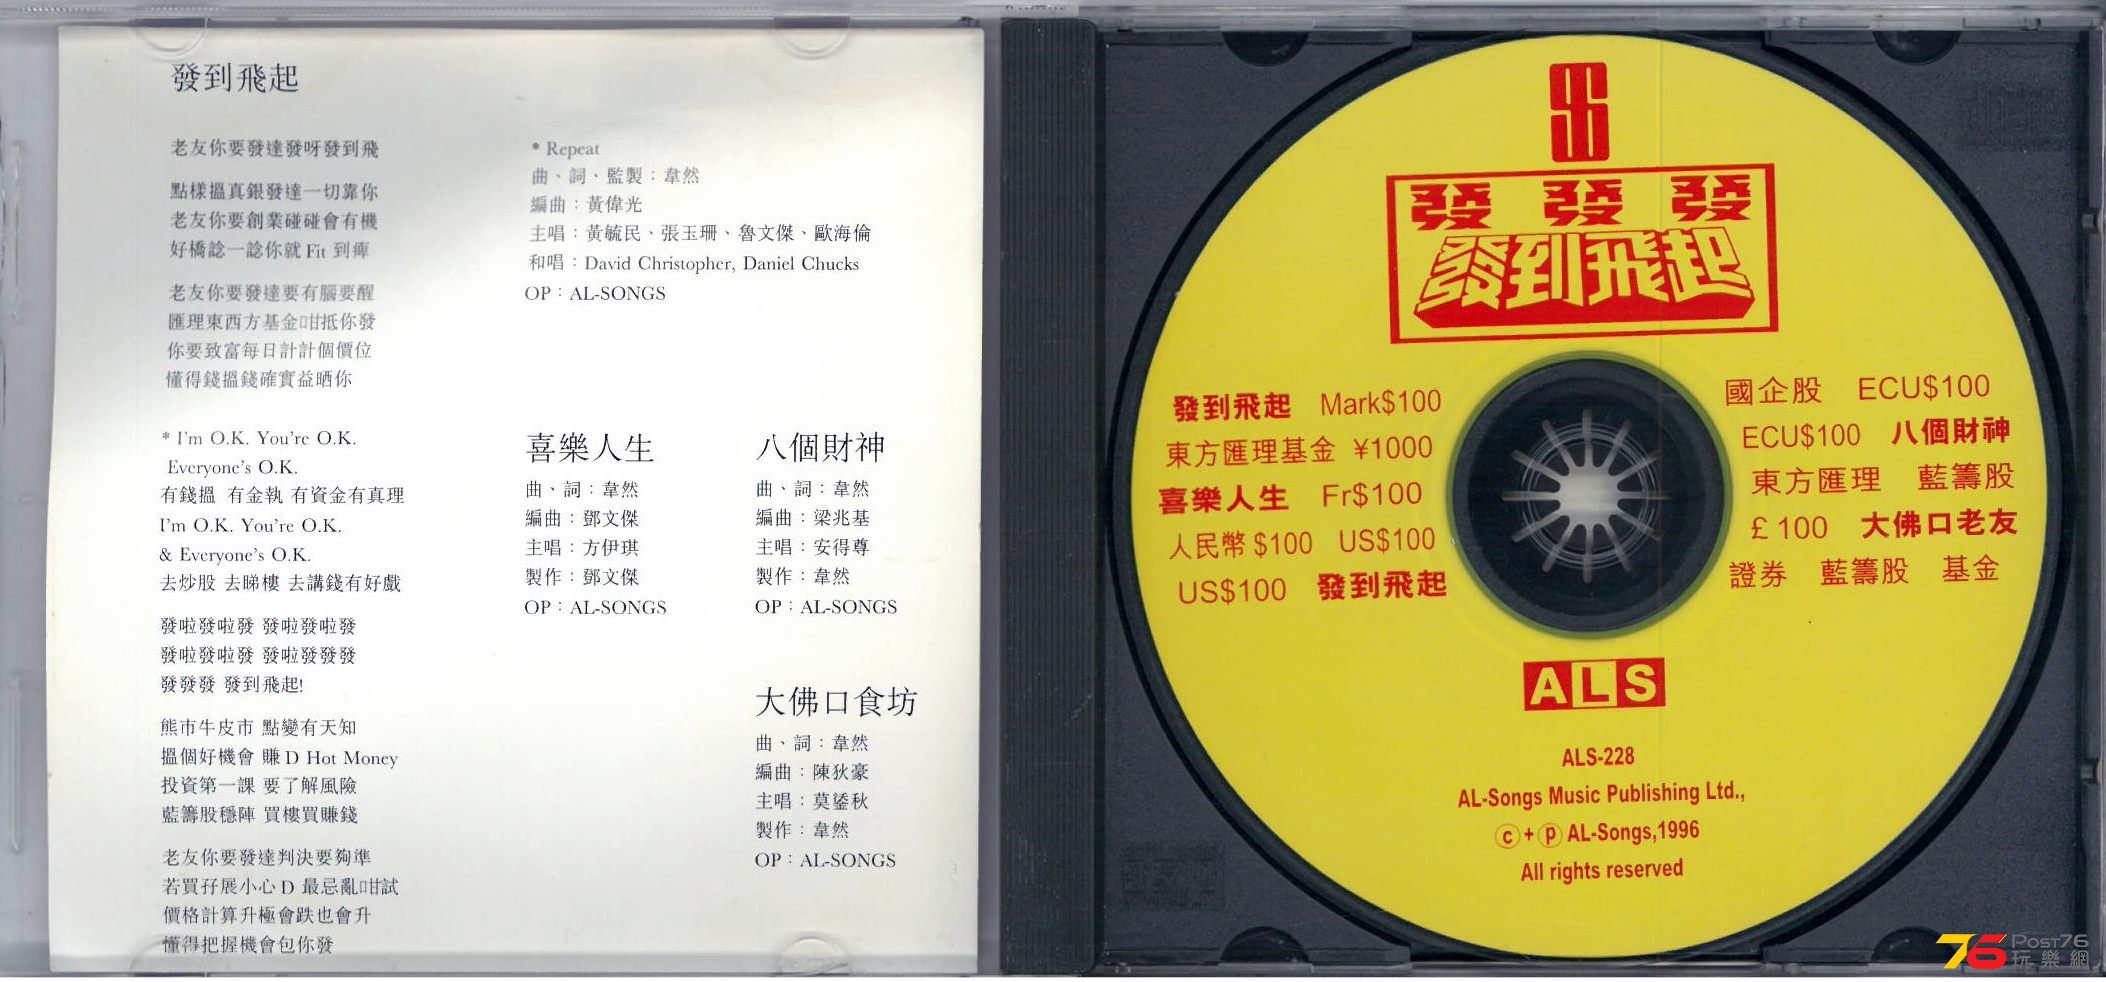 發到飛起
老友你要發達發呀發到飛
點樣搵真銀發達一切靠你
老友你要創業碰碰會有機
好橋諗一諗你就 Fit 到痺
老友你要發達要有腦要醒
匯理東西方基金咁抵你發
你要致富每日計計個價位
懂得錢搵錢確實益晒你
* I'm O.K. You're O.K.
Everyone's O.K.
有錢搵 有金執 有資金有真理
I'm O.K. You're O.K.
& Everyone's O.K.
去炒股 去睇樓 去講錢有好戲
發啦發啦發 發啦發啦發
發啦發啦發 發啦發發發
發發發 發到飛起!
熊市牛皮市 點變有天知
搵個好機會 賺 D Hot Money
投資第一課 要了解風險
藍籌股穩陣 買樓買賺錢
老友你要發達判決要夠準
若買孖展小心 D 最忌亂咁試
價格計算升極會跌也會升
懂得把握機會包你發
* Repeat
曲、詞、監製：韋然
編曲：黃偉光
主唱：黃毓民、張玉珊、魯文傑、歐海倫
和唱：David Christopher, Daniel Chucks
OP：AL-SONGS
喜樂人生
曲、詞：韋然
編曲：鄧文傑
主唱：方伊琪
製作：鄧文傑
OP：AL-SONGS
八個財神
曲、詞：韋然
編曲：梁兆基
主唱：安得尊
製作：韋然
OP：AL-SONGS
大佛口食坊
曲、詞：韋然
編曲：陳狄豪
主唱：莫鎏秋
製作：韋然
OP：AL-SONGS
發 發 發
發到飛起
發到飛起 Mark$100
東方匯理基金 ¥1000
喜樂人生 Fr$100
人民幣 $100 US$100
US$100 發到飛起
國企股 ECU$100
ECU$100 八個財神
東方匯理 藍籌股
£100 大佛口老友
證券 藍籌股 基金
ALS
ALS-228
AL-Songs Music Publishing Ltd.,
ⓒ+ⓟ AL-Songs,1996
All rights reserved
76 POST76
玩樂網